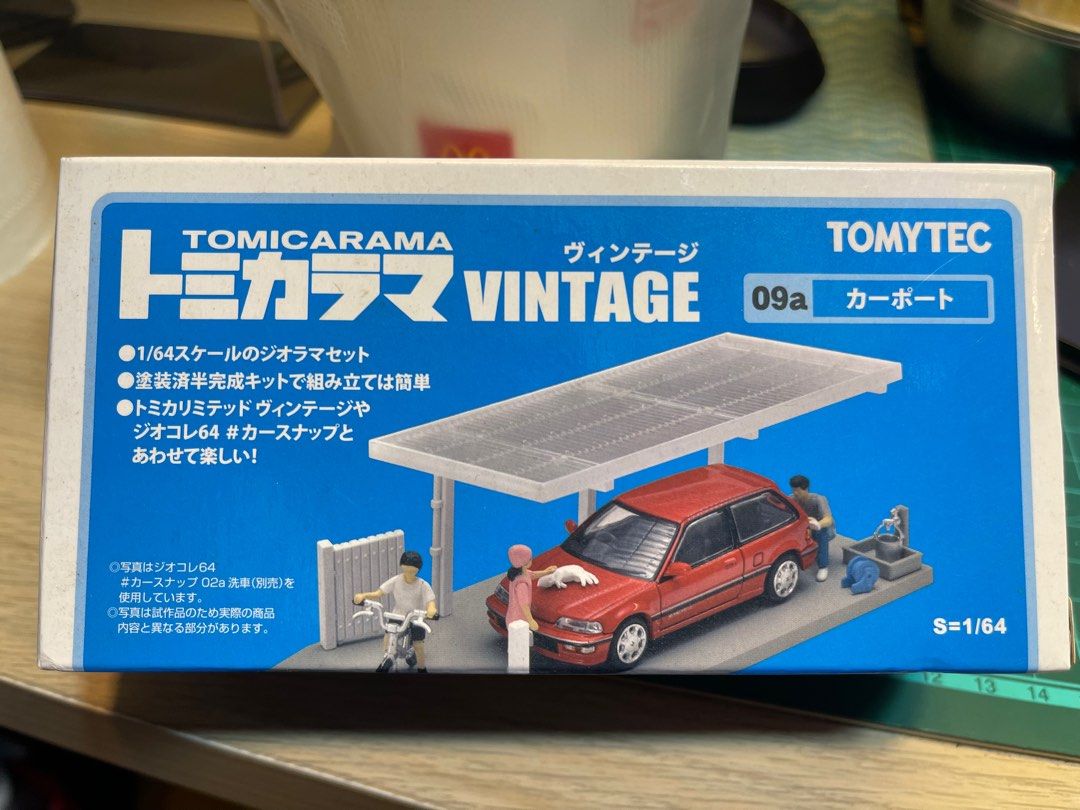 TOMICARAMA
トミカラマ
ヴィンテージ
VINTAGE
TOMYTEC
09a カーポート
●1/64スケールのジオラマセット
●塗装済半完成キットで組み立ては簡単
●トミカリミテッド ヴィンテージや
ジオコレ64 #カースナップと
あわせて楽しい!
◎写真はジオコレ64
#カースナップ 02a 洗車(別売)を
使用しています。
◎写真は試作品のため実際の商品
内容と異なる部分があります。
S=1/64
12 13 14